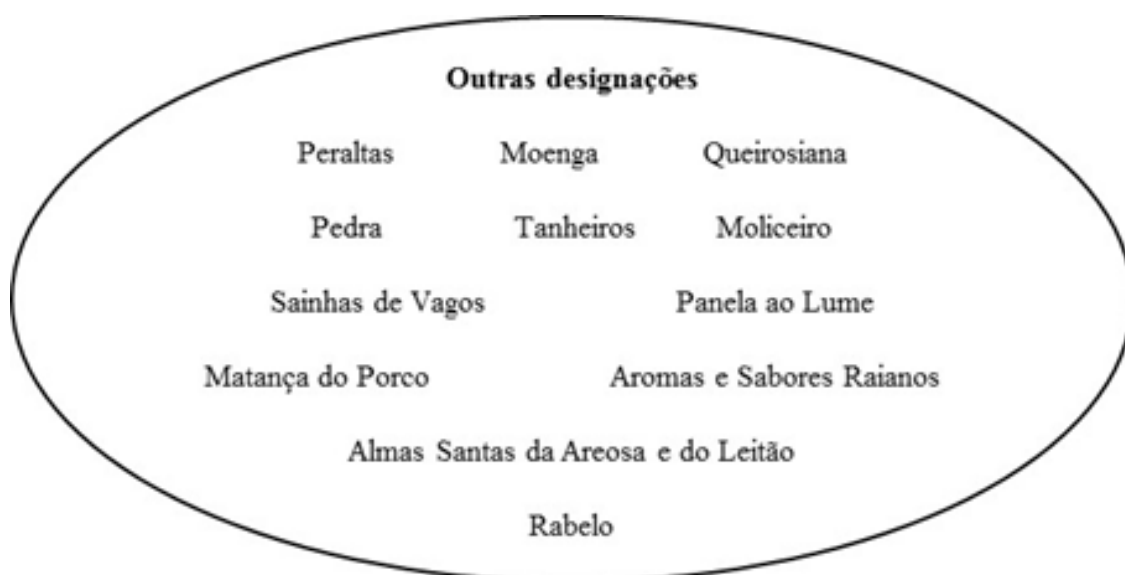 Outras designações
Peraltas Moenga Queirosiana
Pedra Tanheiros Moliceiro
Sainhas de Vagos Panela ao Lume
Matança do Porco Aromas e Sabores Raianos
Almas Santas da Areosa e do Leitão
Rabelo